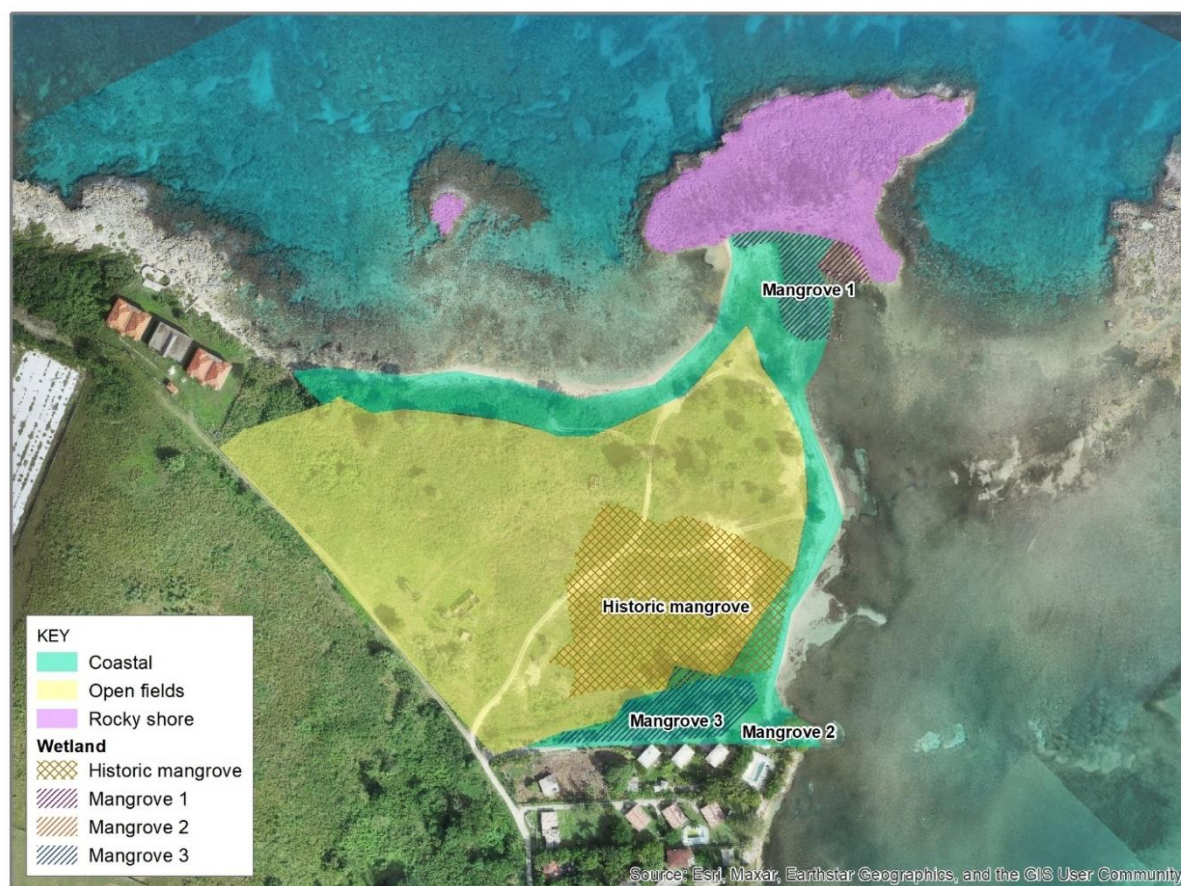 Mangrove 1
Historic mangrove
Mangrove 3
Mangrove 2
KEY
Coastal
Open fields
Rocky shore
Wetland
Historic mangrove
Mangrove 1
Mangrove 2
Mangrove 3
Source: Esri, Maxar, Earthstar Geographics, and the GIS User Community